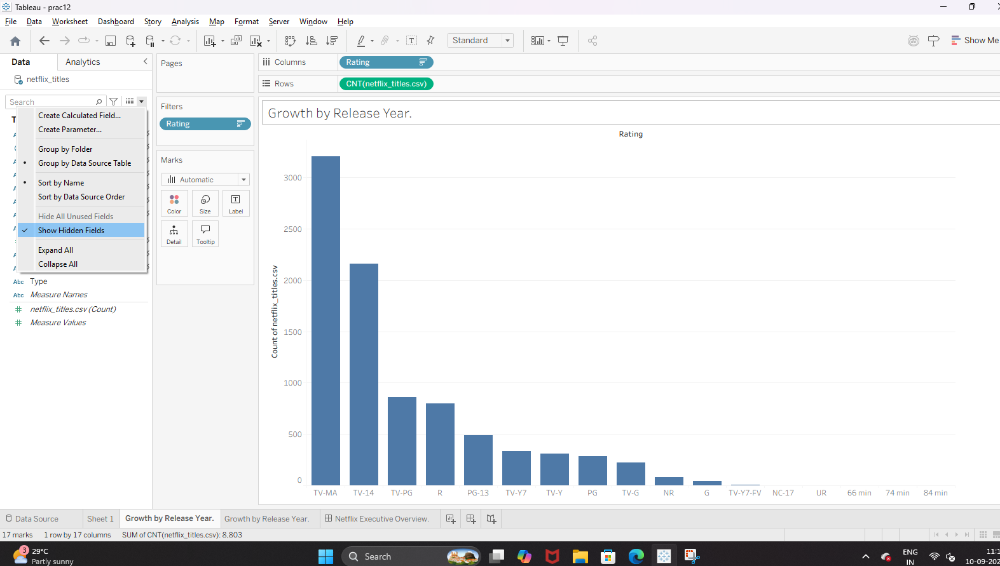 Tableau - prac12
File Data Worksheet Dashboard Story Analysis Map Format Server Window Help
Standard
Show Me
Data Analytics
netflix_titles
Search
Create Calculated Field...
Create Parameter...
Group by Folder
Group by Data Source Table
Sort by Name
Sort by Data Source Order
Hide All Unused Fields
Show Hidden Fields
Expand All
Collapse All
Abc Type
Abc Measure Names
netflix_titles.csv (Count)
Measure Values
Pages
Filters
Rating
Marks
Automatic
Color Size Label
Detail Tooltip
Columns Rating
Rows CNT(netflix_titles.csv)
Growth by Release Year.
Rating
Count of netflix_titles.csv
3000
2500
2000
1500
1000
500
0
TV-MA TV-14 TV-PG R PG-13 TV-Y7 TV-Y PG TV-G NR G TV-Y7-FV NC-17 UR 66 min 74 min 84 min
Data Source Sheet 1 Growth by Release Year. Growth by Release Year. Netflix Executive Overview.
17 marks 1 row by 17 columns SUM of CNT(netflix_titles.csv): 8,803
3
29°C
Partly sunny
Search
ENG
IN